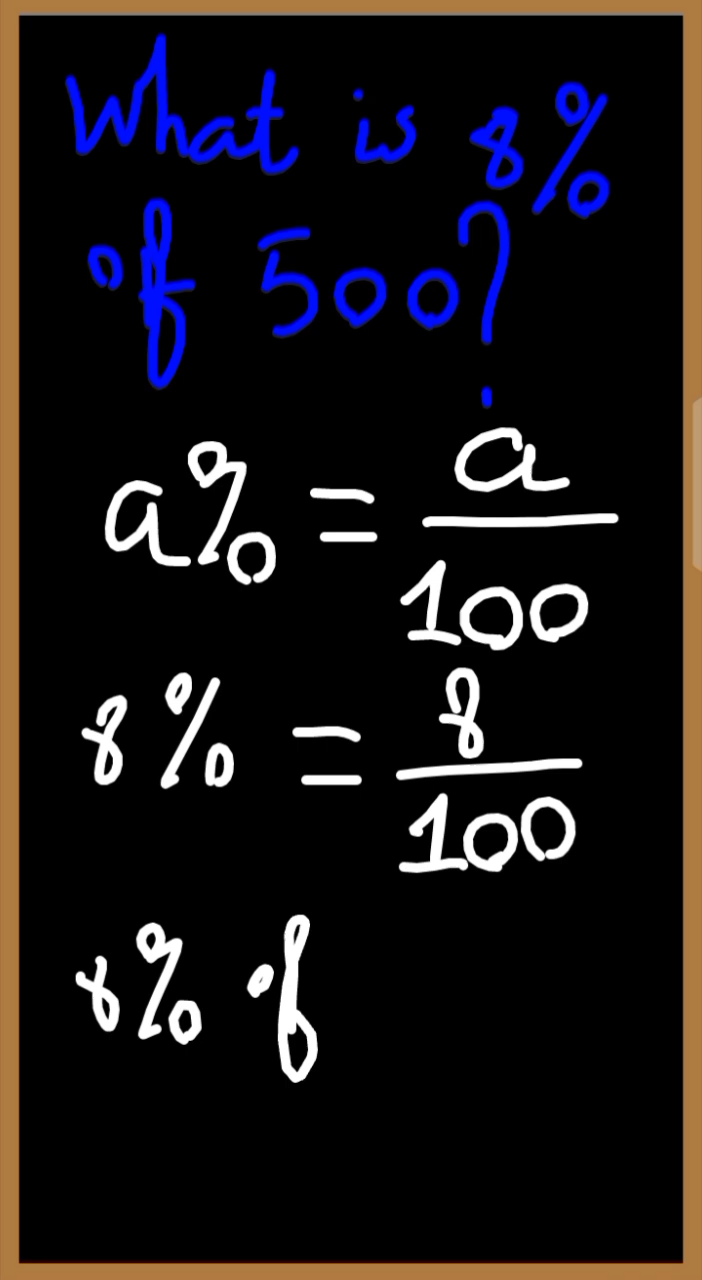 What is 8%
of 500?
a% = a/100
8% = 8/100
8% of